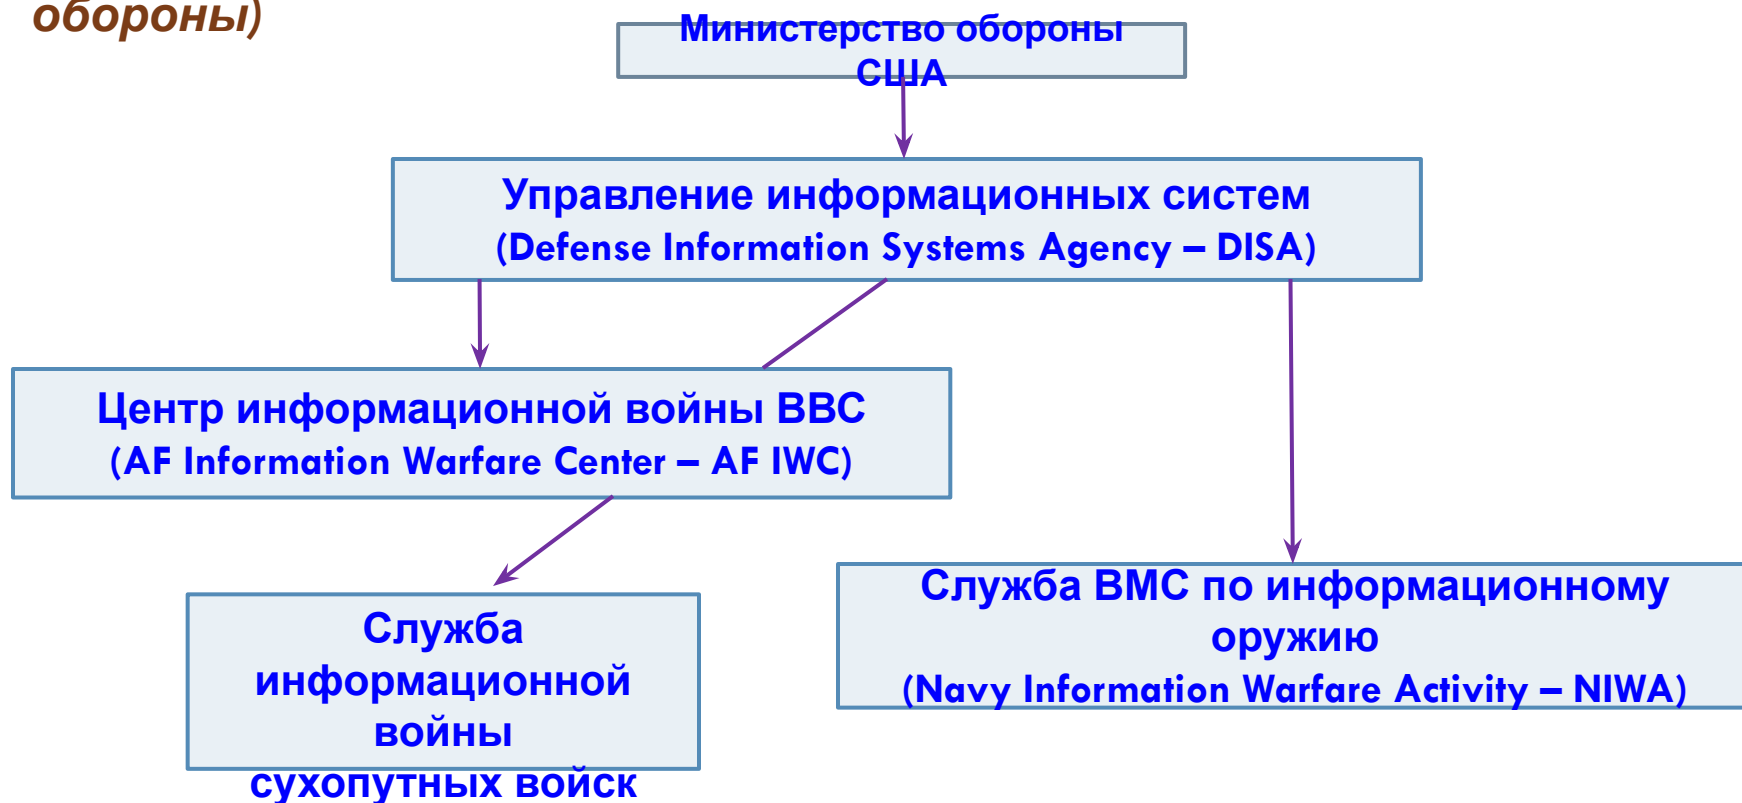 обороны)
Министерство обороны
США
Управление информационных систем
(Defense Information Systems Agency – DISA)
Центр информационной войны ВВС
(AF Information Warfare Center – AF IWC)
Служба
информационной
войны
сухопутных войск
Служба ВМС по информационному
оружию
(Navy Information Warfare Activity – NIWA)